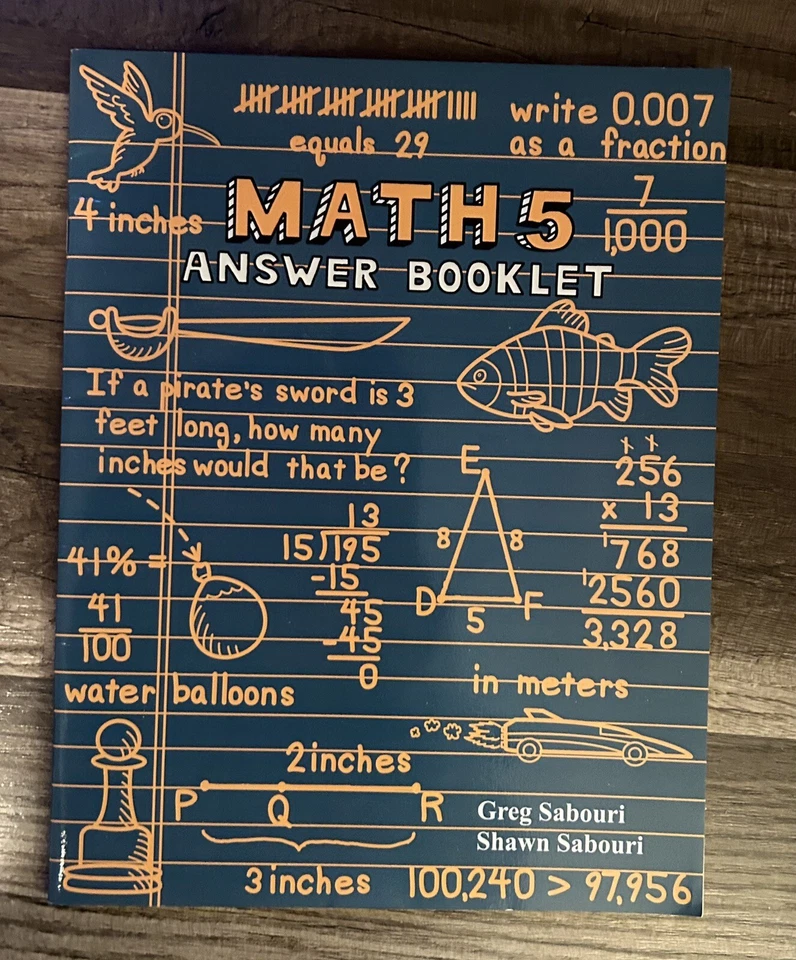 equals 29
write 0.007
as a fraction
7
1,000
4 inches
MATH 5
ANSWER BOOKLET
If a pirate's sword is 3
feet long, how many
inches would that be?
41% =
41
100
water balloons
13
15)195
-15
45
-45
0
E
8 8
D F
5
256
x 13
768
2560
3,328
in meters
2 inches
P Q R
3 inches
Greg Sabouri
Shawn Sabouri
100,240 > 97,956